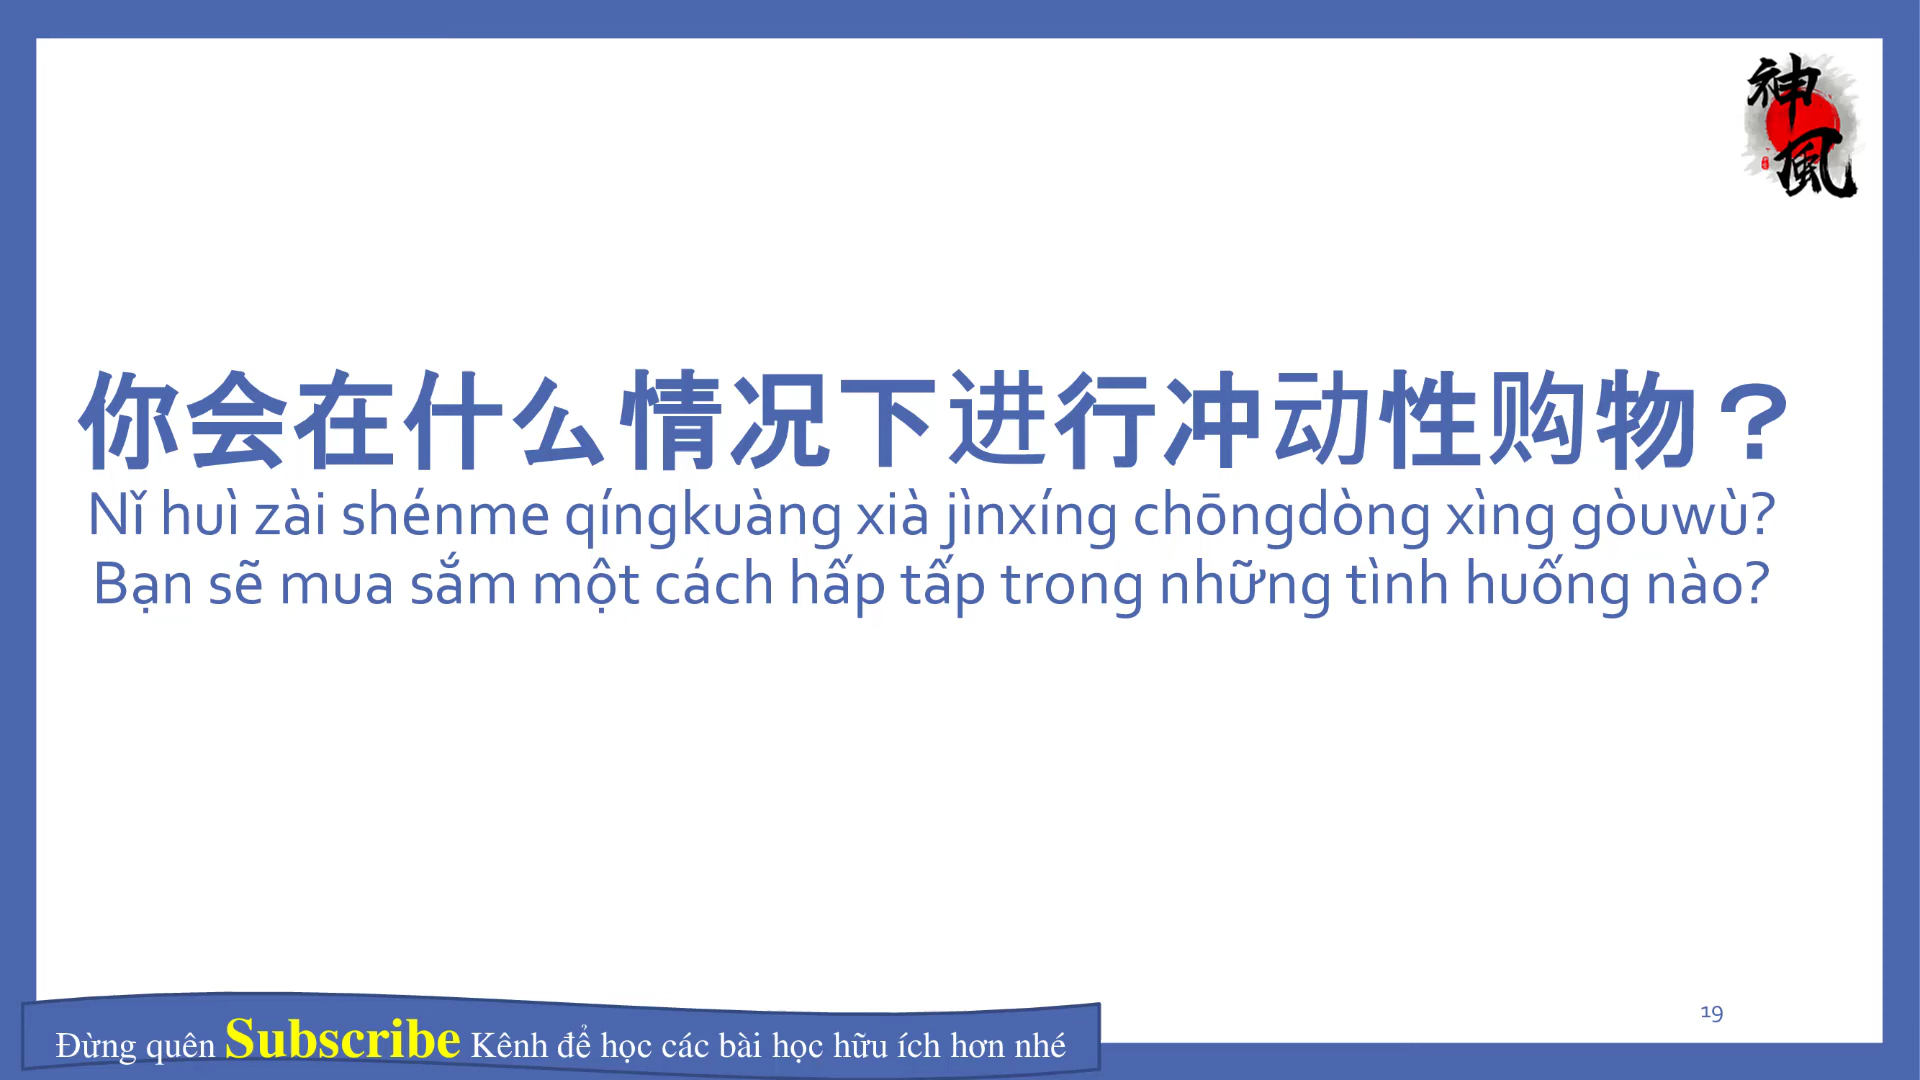 神風
你会在什么情况下进行冲动性购物？
Nǐ huì zài shénme qíngkuàng xià jìnxíng chōngdòng xìng gòuwù?
Bạn sẽ mua sắm một cách hấp tấp trong những tình huống nào?
19
Đừng quên Subscribe Kênh để học các bài học hữu ích hơn nhé